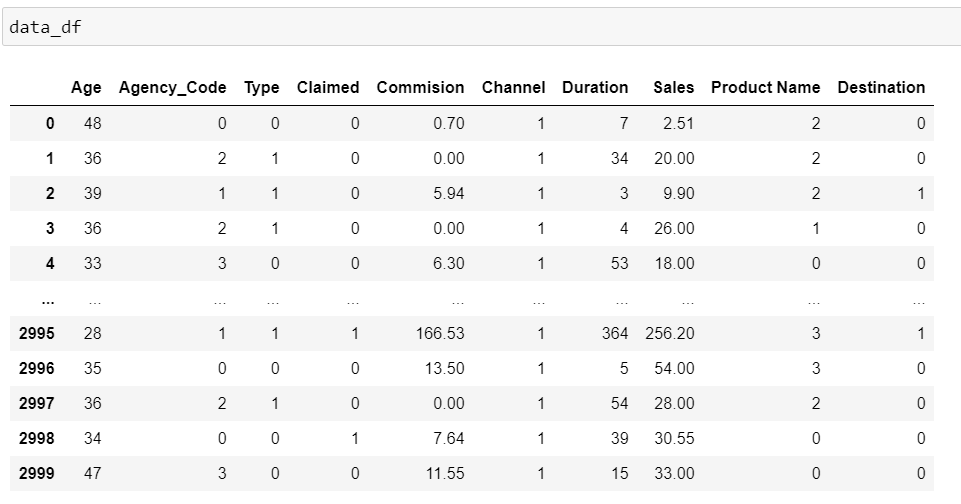 data_df
Age Agency_Code Type Claimed Commision Channel Duration Sales Product Name Destination
0 48 0 0 0 0.70 1 7 2.51 2 0
1 36 2 1 0 0.00 1 34 20.00 2 0
2 39 1 1 0 5.94 1 3 9.90 2 1
3 36 2 1 0 0.00 1 4 26.00 1 0
4 33 3 0 0 6.30 1 53 18.00 0 0
... ... ... ... ... ... ... ... ... ... ...
2995 28 1 1 1 166.53 1 364 256.20 3 1
2996 35 0 0 0 13.50 1 5 54.00 3 0
2997 36 2 1 0 0.00 1 54 28.00 2 0
2998 34 0 0 1 7.64 1 39 30.55 0 0
2999 47 3 0 0 11.55 1 15 33.00 0 0